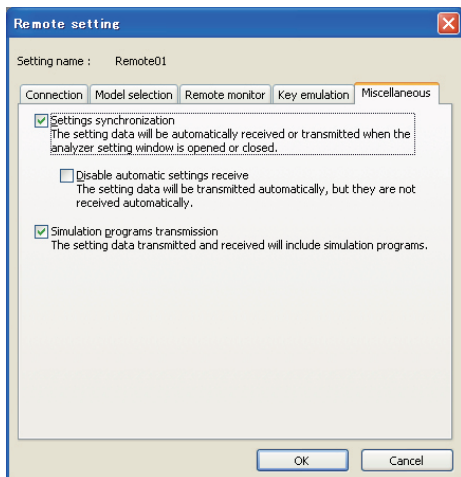 Remote setting
Setting name : Remote01
Connection Model selection Remote monitor Key emulation Miscellaneous
Settings synchronization
The setting data will be automatically received or transmitted when the
analyzer setting window is opened or closed.
Disable automatic settings receive
The setting data will be transmitted automatically, but they are not
received automatically.
Simulation programs transmission
The setting data transmitted and received will include simulation programs.
OK Cancel